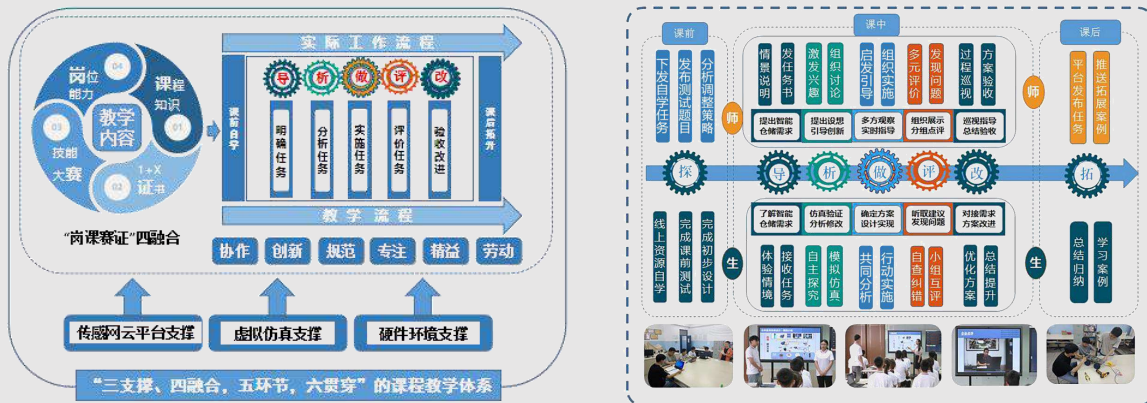 实际工作流程
04
岗位
能力
课程
知识
01
教学
内容
03
技能
大赛
02
1+X
证书
“岗课赛证”四融合
课前自学
导
析
做
评
改
明确任务
分析任务
实施任务
评价任务
验收改进
课后拓升
教学流程
协作
创新
规范
专注
精益
劳动
传感网云平台支撑
虚拟仿真支撑
硬件环境支撑
“三支撑、四融合，五环节，六贯穿”的课程教学体系
课前
课中
课后
下发自学任务
发布测试题目
分析调整策略
情景说明
发任务书
激发兴趣
组织讨论
启发引导
组织实施
多元评价
发现问题
过程巡视
方案验收
平台发布任务
推送拓展案例
师
师
提出智能
仓储需求
提出设想
引导创新
多方观察
实时指导
组织展示
分组点评
巡视指导
总结验收
探
导
析
做
评
改
拓
了解智能
仓储需求
仿真验证
分析修改
确定方案
设计实现
听取建议
发现问题
对接需求
方案改进
生
生
线上资源自学
完成课前测试
完成初步设计
体验情境
接收任务
自主探究
模拟仿真
共同分析
行动实施
自查纠错
小组互评
优化方案
总结提升
总结归纳
学习案例